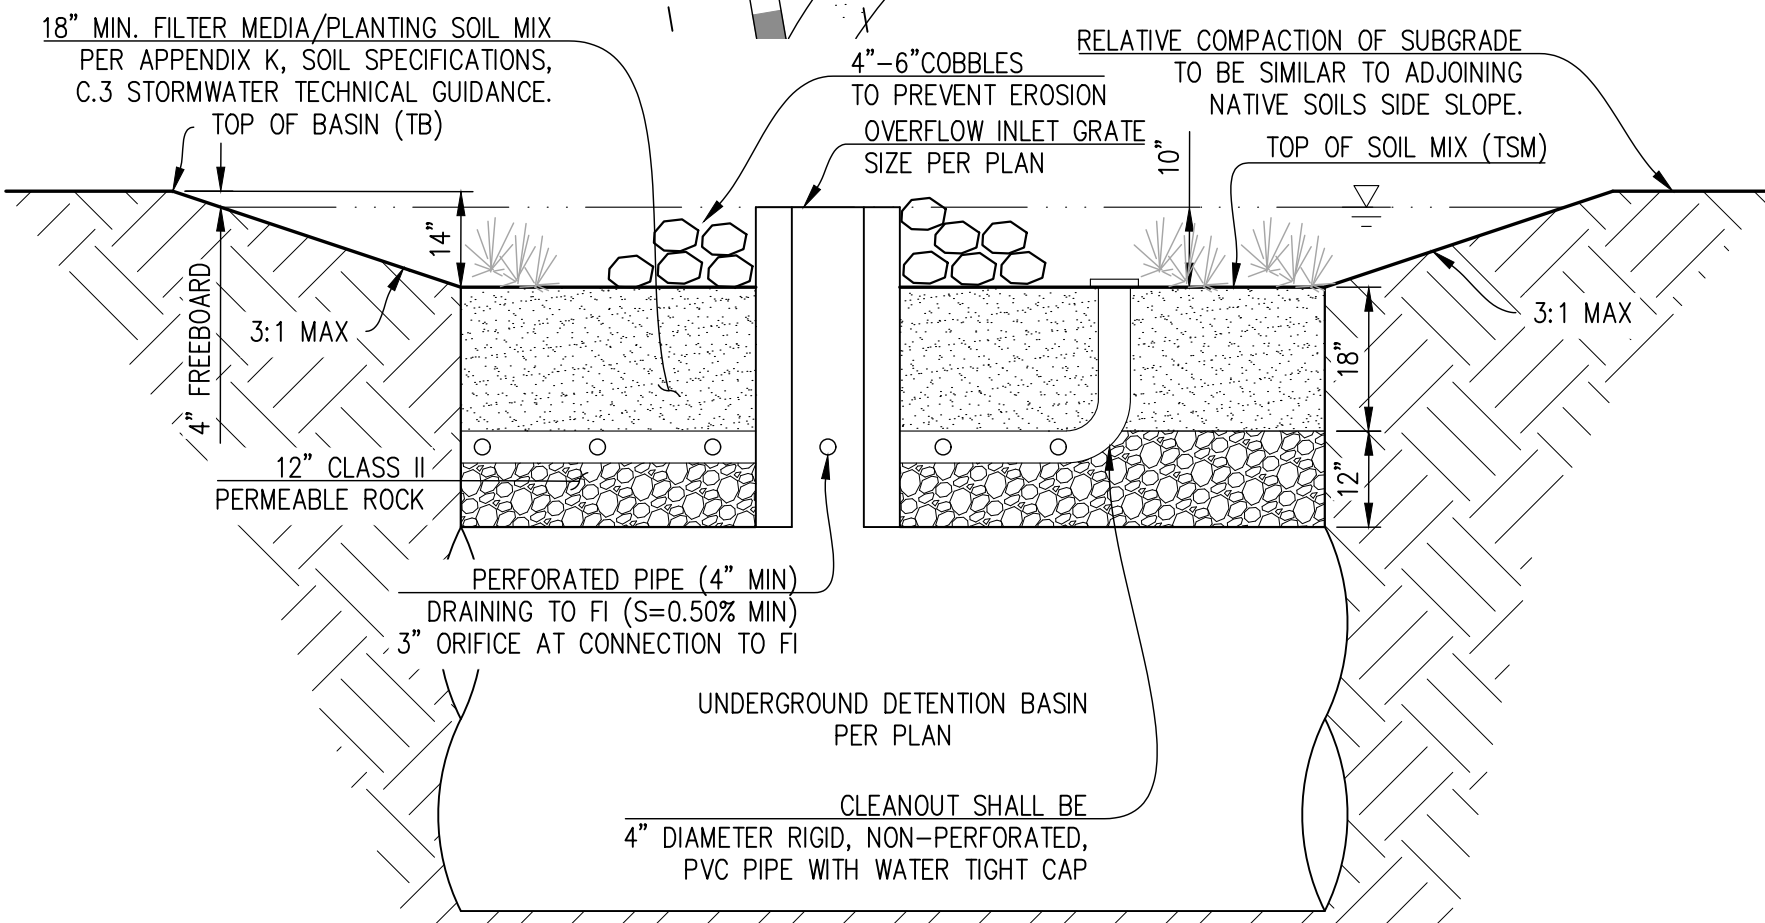 18" MIN. FILTER MEDIA/PLANTING SOIL MIX
PER APPENDIX K, SOIL SPECIFICATIONS,
C.3 STORMWATER TECHNICAL GUIDANCE.
TOP OF BASIN (TB)
4"-6"COBBLES
TO PREVENT EROSION
OVERFLOW INLET GRATE
SIZE PER PLAN
RELATIVE COMPACTION OF SUBGRADE
TO BE SIMILAR TO ADJOINING
NATIVE SOILS SIDE SLOPE.
TOP OF SOIL MIX (TSM)
10"
14"
4" FREEBOARD
3:1 MAX
3:1 MAX
18"
12"
12" CLASS II
PERMEABLE ROCK
PERFORATED PIPE (4" MIN)
DRAINING TO FI (S=0.50% MIN)
3" ORIFICE AT CONNECTION TO FI
UNDERGROUND DETENTION BASIN
PER PLAN
CLEANOUT SHALL BE
4" DIAMETER RIGID, NON-PERFORATED,
PVC PIPE WITH WATER TIGHT CAP